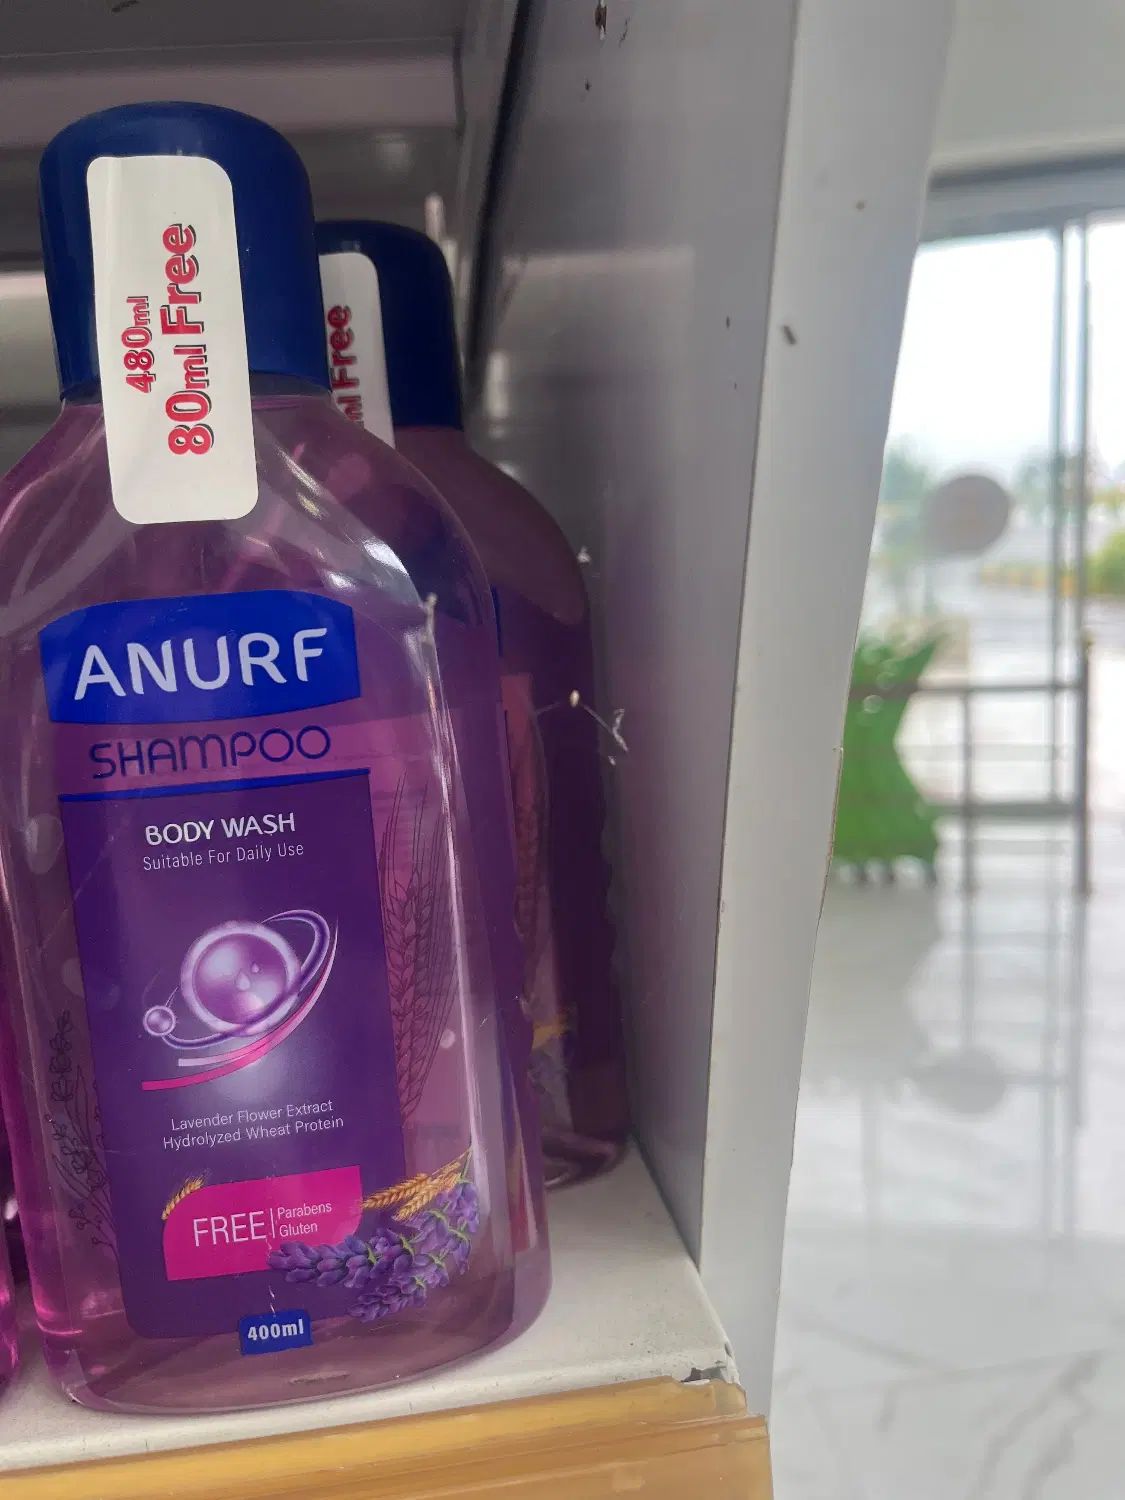 480ml
80ml Free
ml Free
ANURF
SHAMPOO
BODY WASH
Suitable For Daily Use
Lavender Flower Extract
Hydrolyzed Wheat Protein
FREE
Parabens
Gluten
400ml